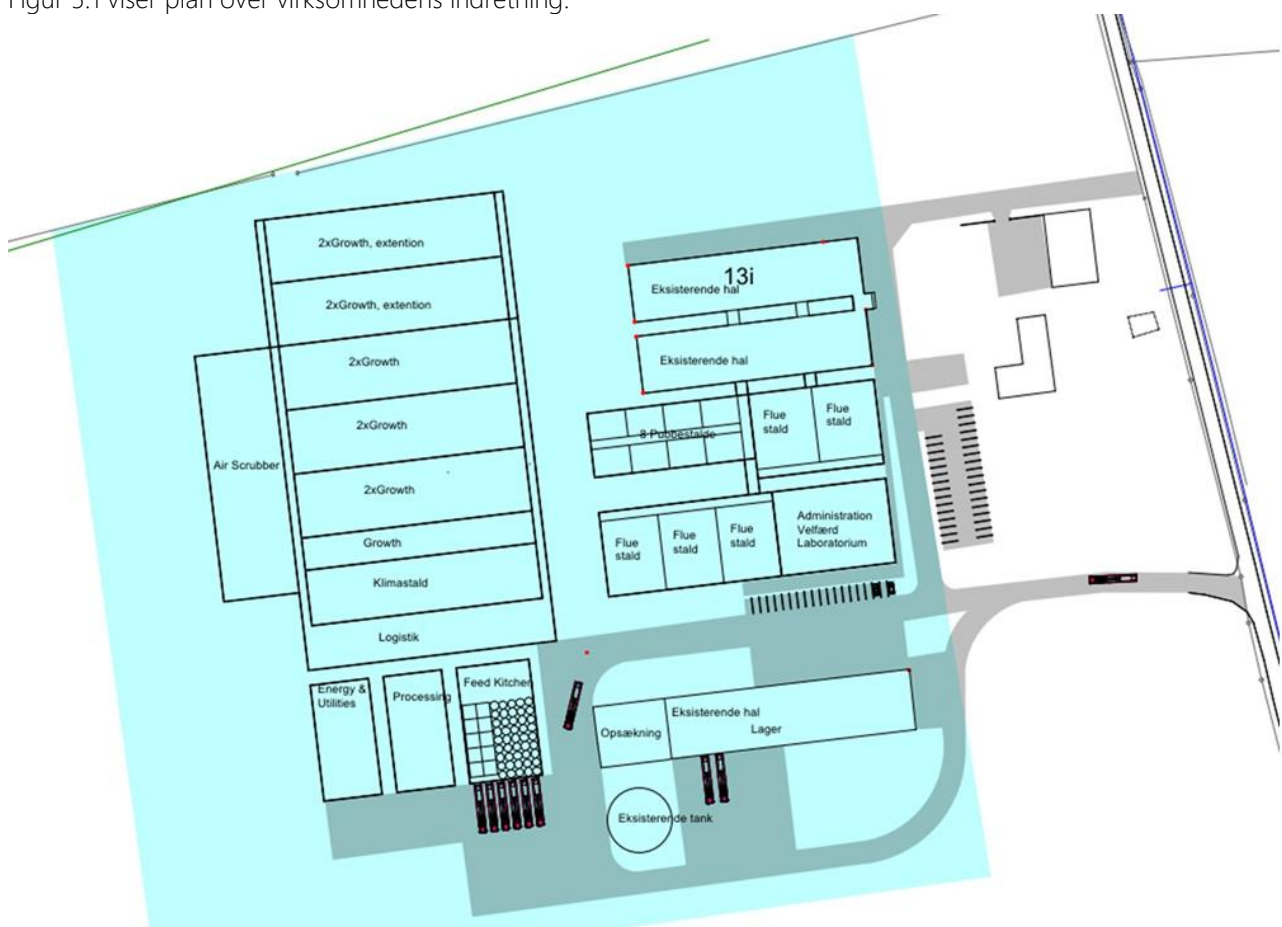 Figur 5.1 viser plan over virksomhedens indretning.
2xGrowth, extention
2xGrowth, extention
2xGrowth
2xGrowth
2xGrowth
Growth
Klimastald
Logistik
Air Scrubber
Energy &
Utilities
Processing
Feed Kitchen
13i
Eksisterende hal
Eksisterende hal
8 Pubbestalde
Flue
stald
Flue
stald
Flue
stald
Flue
stald
Flue
stald
Administration
Velfærd
Laboratorium
Opsækning
Eksisterende hal
Lager
Eksisterende tank